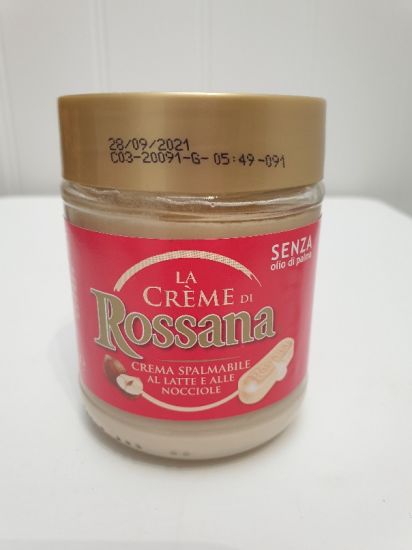 28/09/2021
C03-20091-G- 05:49-091
SENZA
olio di palma
LA
CRÈME DI
Rossana
CREMA SPALMABILE
AL LATTE E ALLE
NOCCIOLE